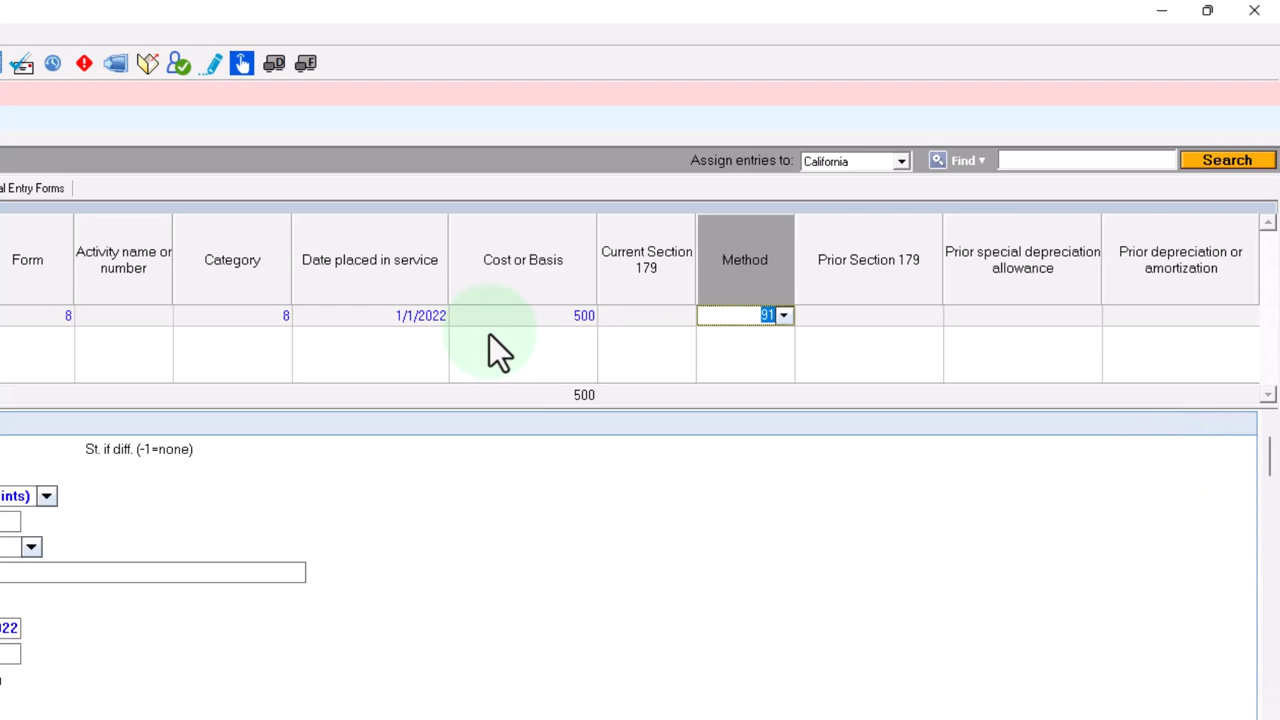 Assign entries to: California Find Search
al Entry Forms
Form
Activity name or
number
Category
Date placed in service
Cost or Basis
Current Section
179
Method
Prior Section 179
Prior special depreciation
allowance
Prior depreciation or
amortization
8 8 1/1/2022 500 91
500
St. if diff. (-1=none)
ints)
022